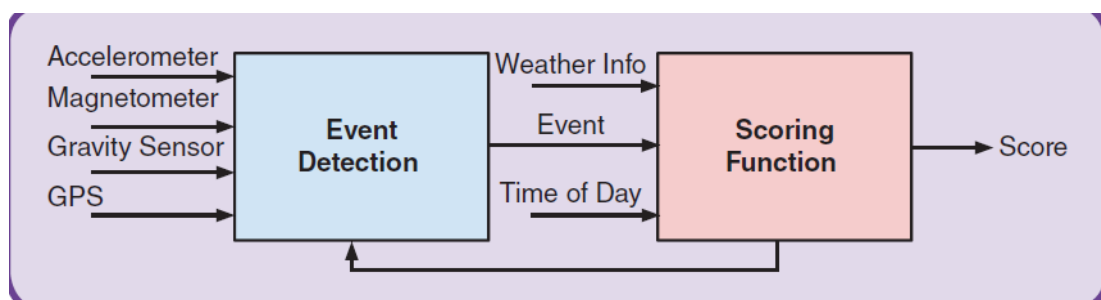 Accelerometer
Magnetometer
Gravity Sensor
GPS
Event
Detection
Weather Info
Event
Time of Day
Scoring
Function
Score